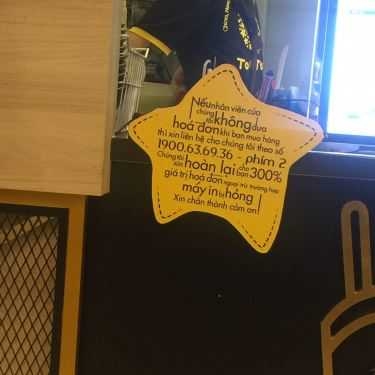 Nếu nhân viên của
chúng tôi không đưa
hoá đơn khi bạn mua hàng
thì xin liên hệ cho chúng tôi theo số
1900.63.69.36 - phím 2
Chúng tôi xin hoàn lại cho bạn 300%
giá trị hoá đơn ngoại trừ trường hợp
máy in bị hỏng
Xin chân thành cảm ơn!